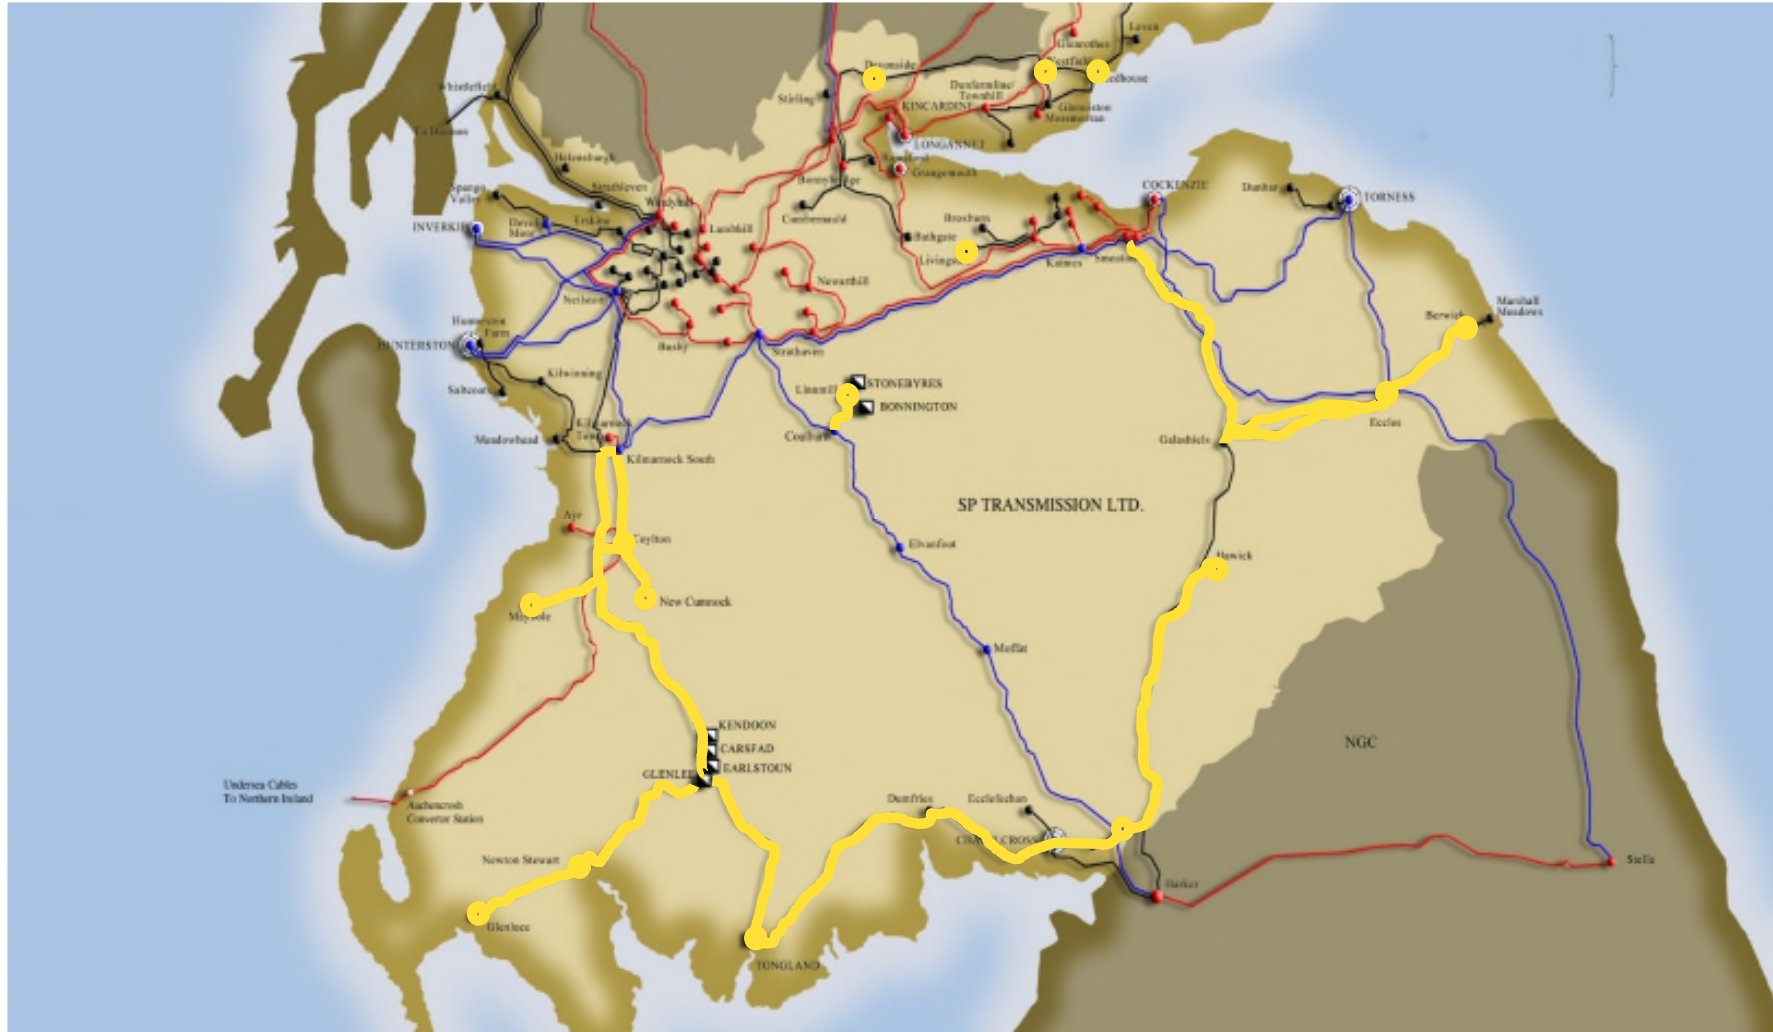 Leven
Glenrothes
Westfield
Redhouse
Devonside
Whistlefield
To Dunoon
Stirling
Dunfermline/
Townhill
KINCARDINE
Glenniston
Mossmorran
LONGANNET
Helensburgh
Bonnybridge
Grangemouth
Spango
Valley
Strathleven
Windyhill
Erskine
Devol
Moor
Lambhill
Cumbernauld
COCKENZIE
Dunbar
TORNESS
INVERKIP
Broxburn
Bathgate
Livingston
Kaimes
Smeaton
Neilston
Newarthill
Hunterston
Farm
HUNTERSTON
Busby
Strathaven
Berwick
Marshall
Meadows
Saltcoats
Kilwinning
Linnmill
STONEBYRES
BONNINGTON
Coalburn
Meadowhead
Kilmarnock
Town
Kilmarnock South
Galashiels
Eccles
SP TRANSMISSION LTD.
Ayr
Coylton
Elvanfoot
Hawick
Maybole
New Cumnock
Moffat
KENDOON
CARSFAD
EARLSTOUN
GLENLEE
NGC
Undersea Cables
To Northern Ireland
Auchencrosh
Convertor Station
Dumfries
Ecclefechan
CHAPELCROSS
Newton Stewart
Harker
Stella
Glenluce
TONGLAND